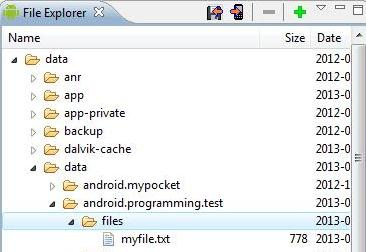 File Explorer
Name Size Date
data 2012-0
anr 2013-0
app 2013-0
app-private 2012-0
backup 2012-0
dalvik-cache 2013-0
data 2013-0
android.mypocket 2012-1
android.programming.test 2013-0
files 2013-0
myfile.txt 778 2013-0